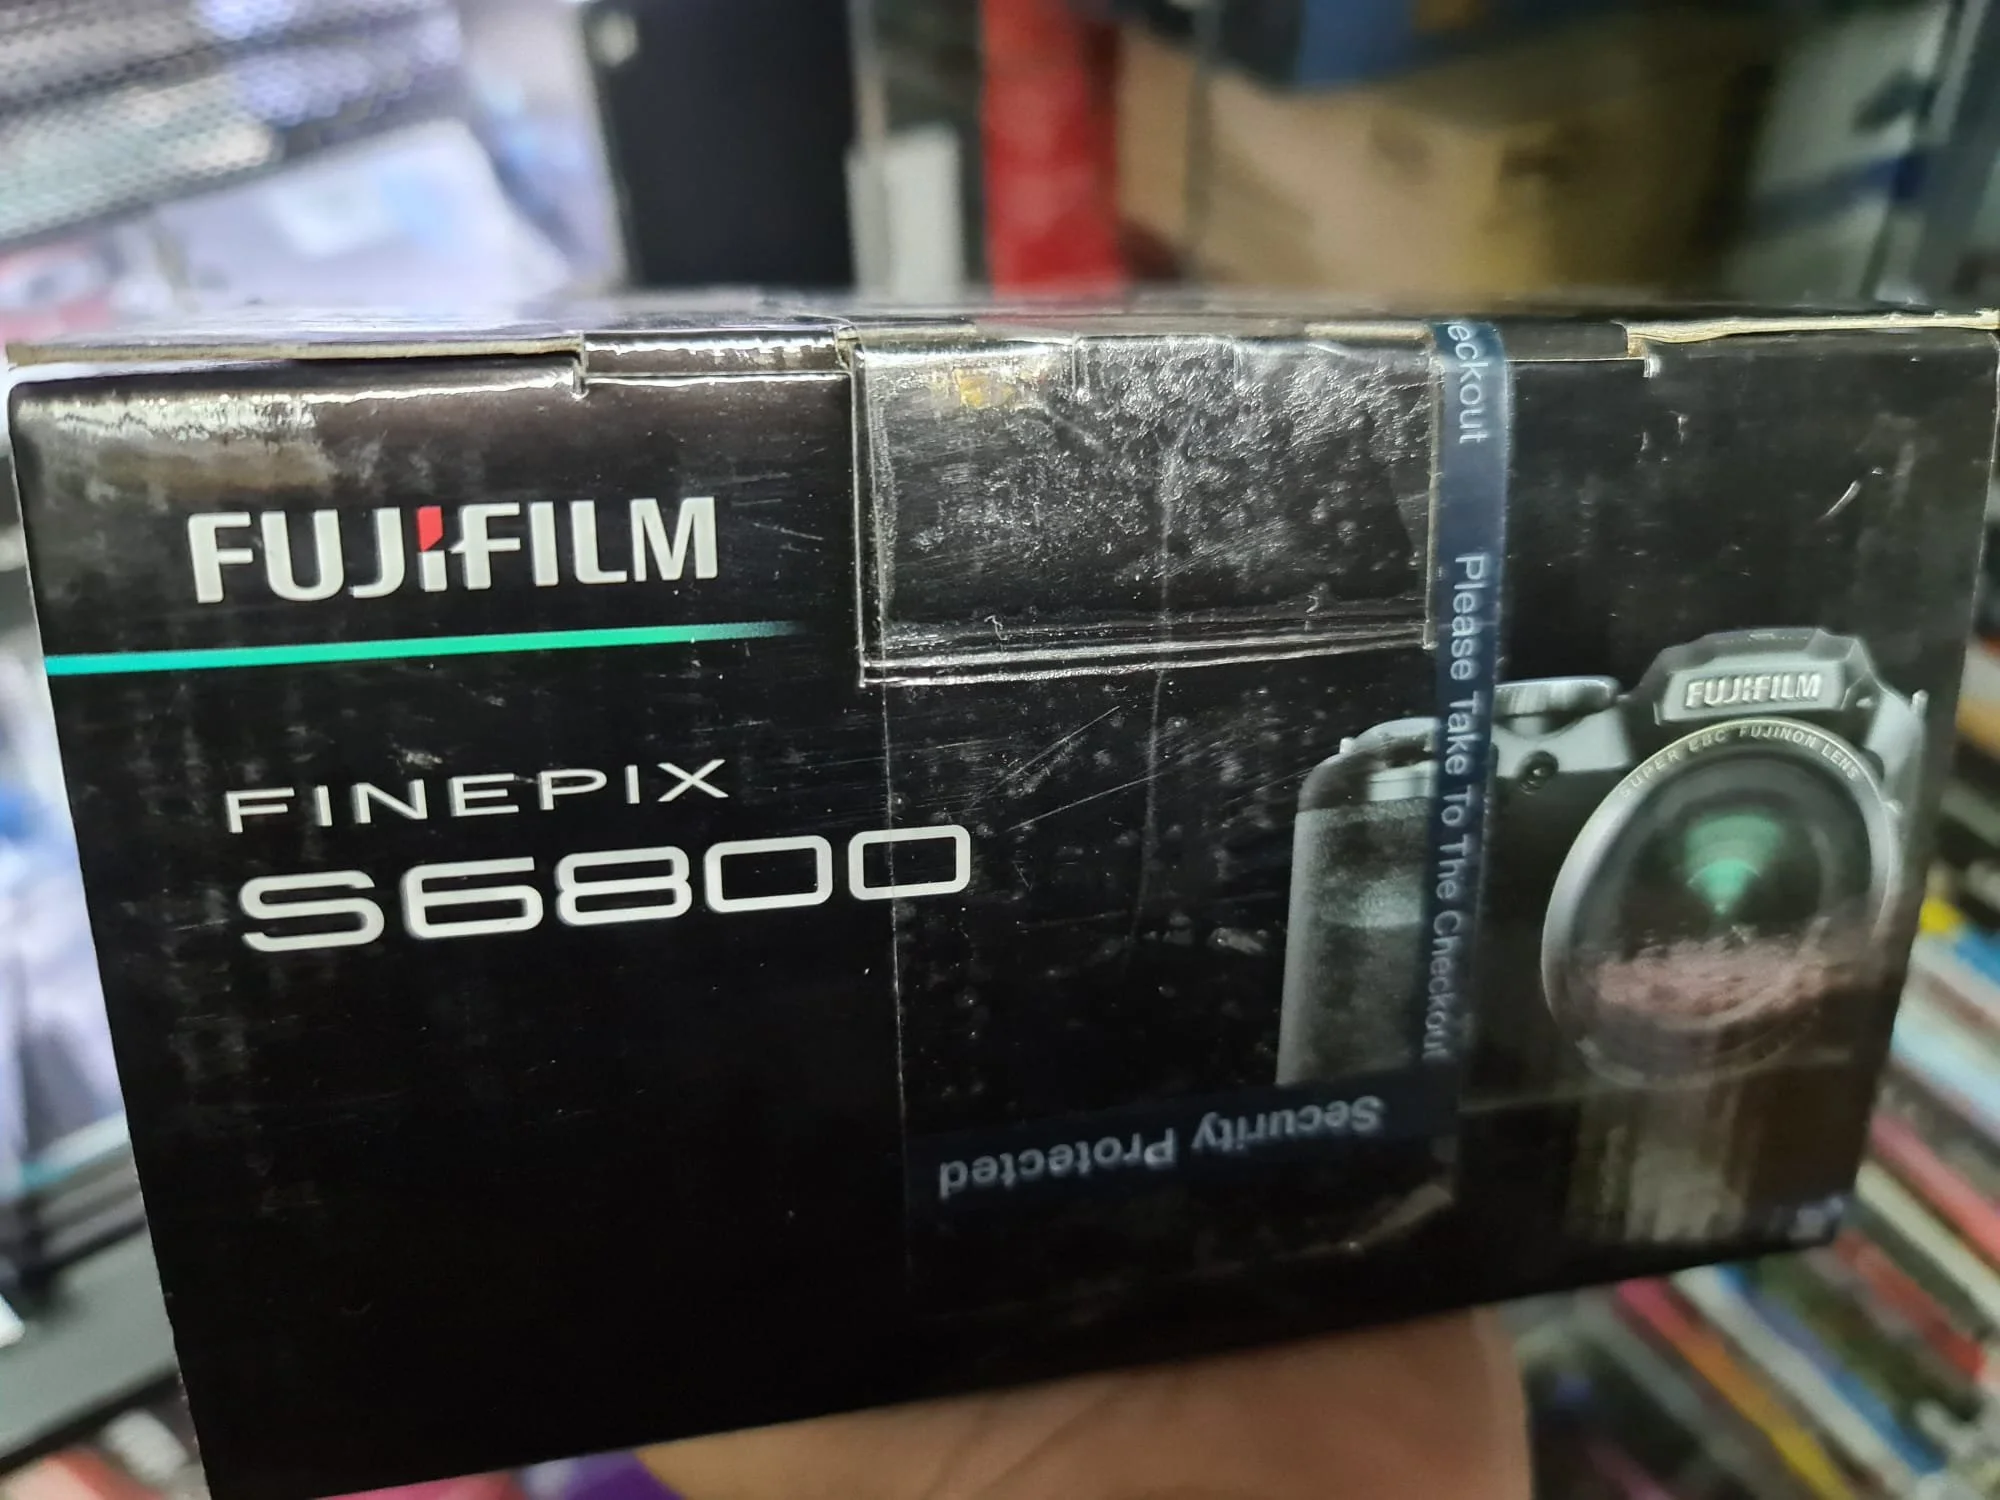 FUJIFILM
FINEPIX
S6800
eckout
Please Take To The Checkout
Security Protected
FUJIFILM
SUPER EBC FUJINON LENS